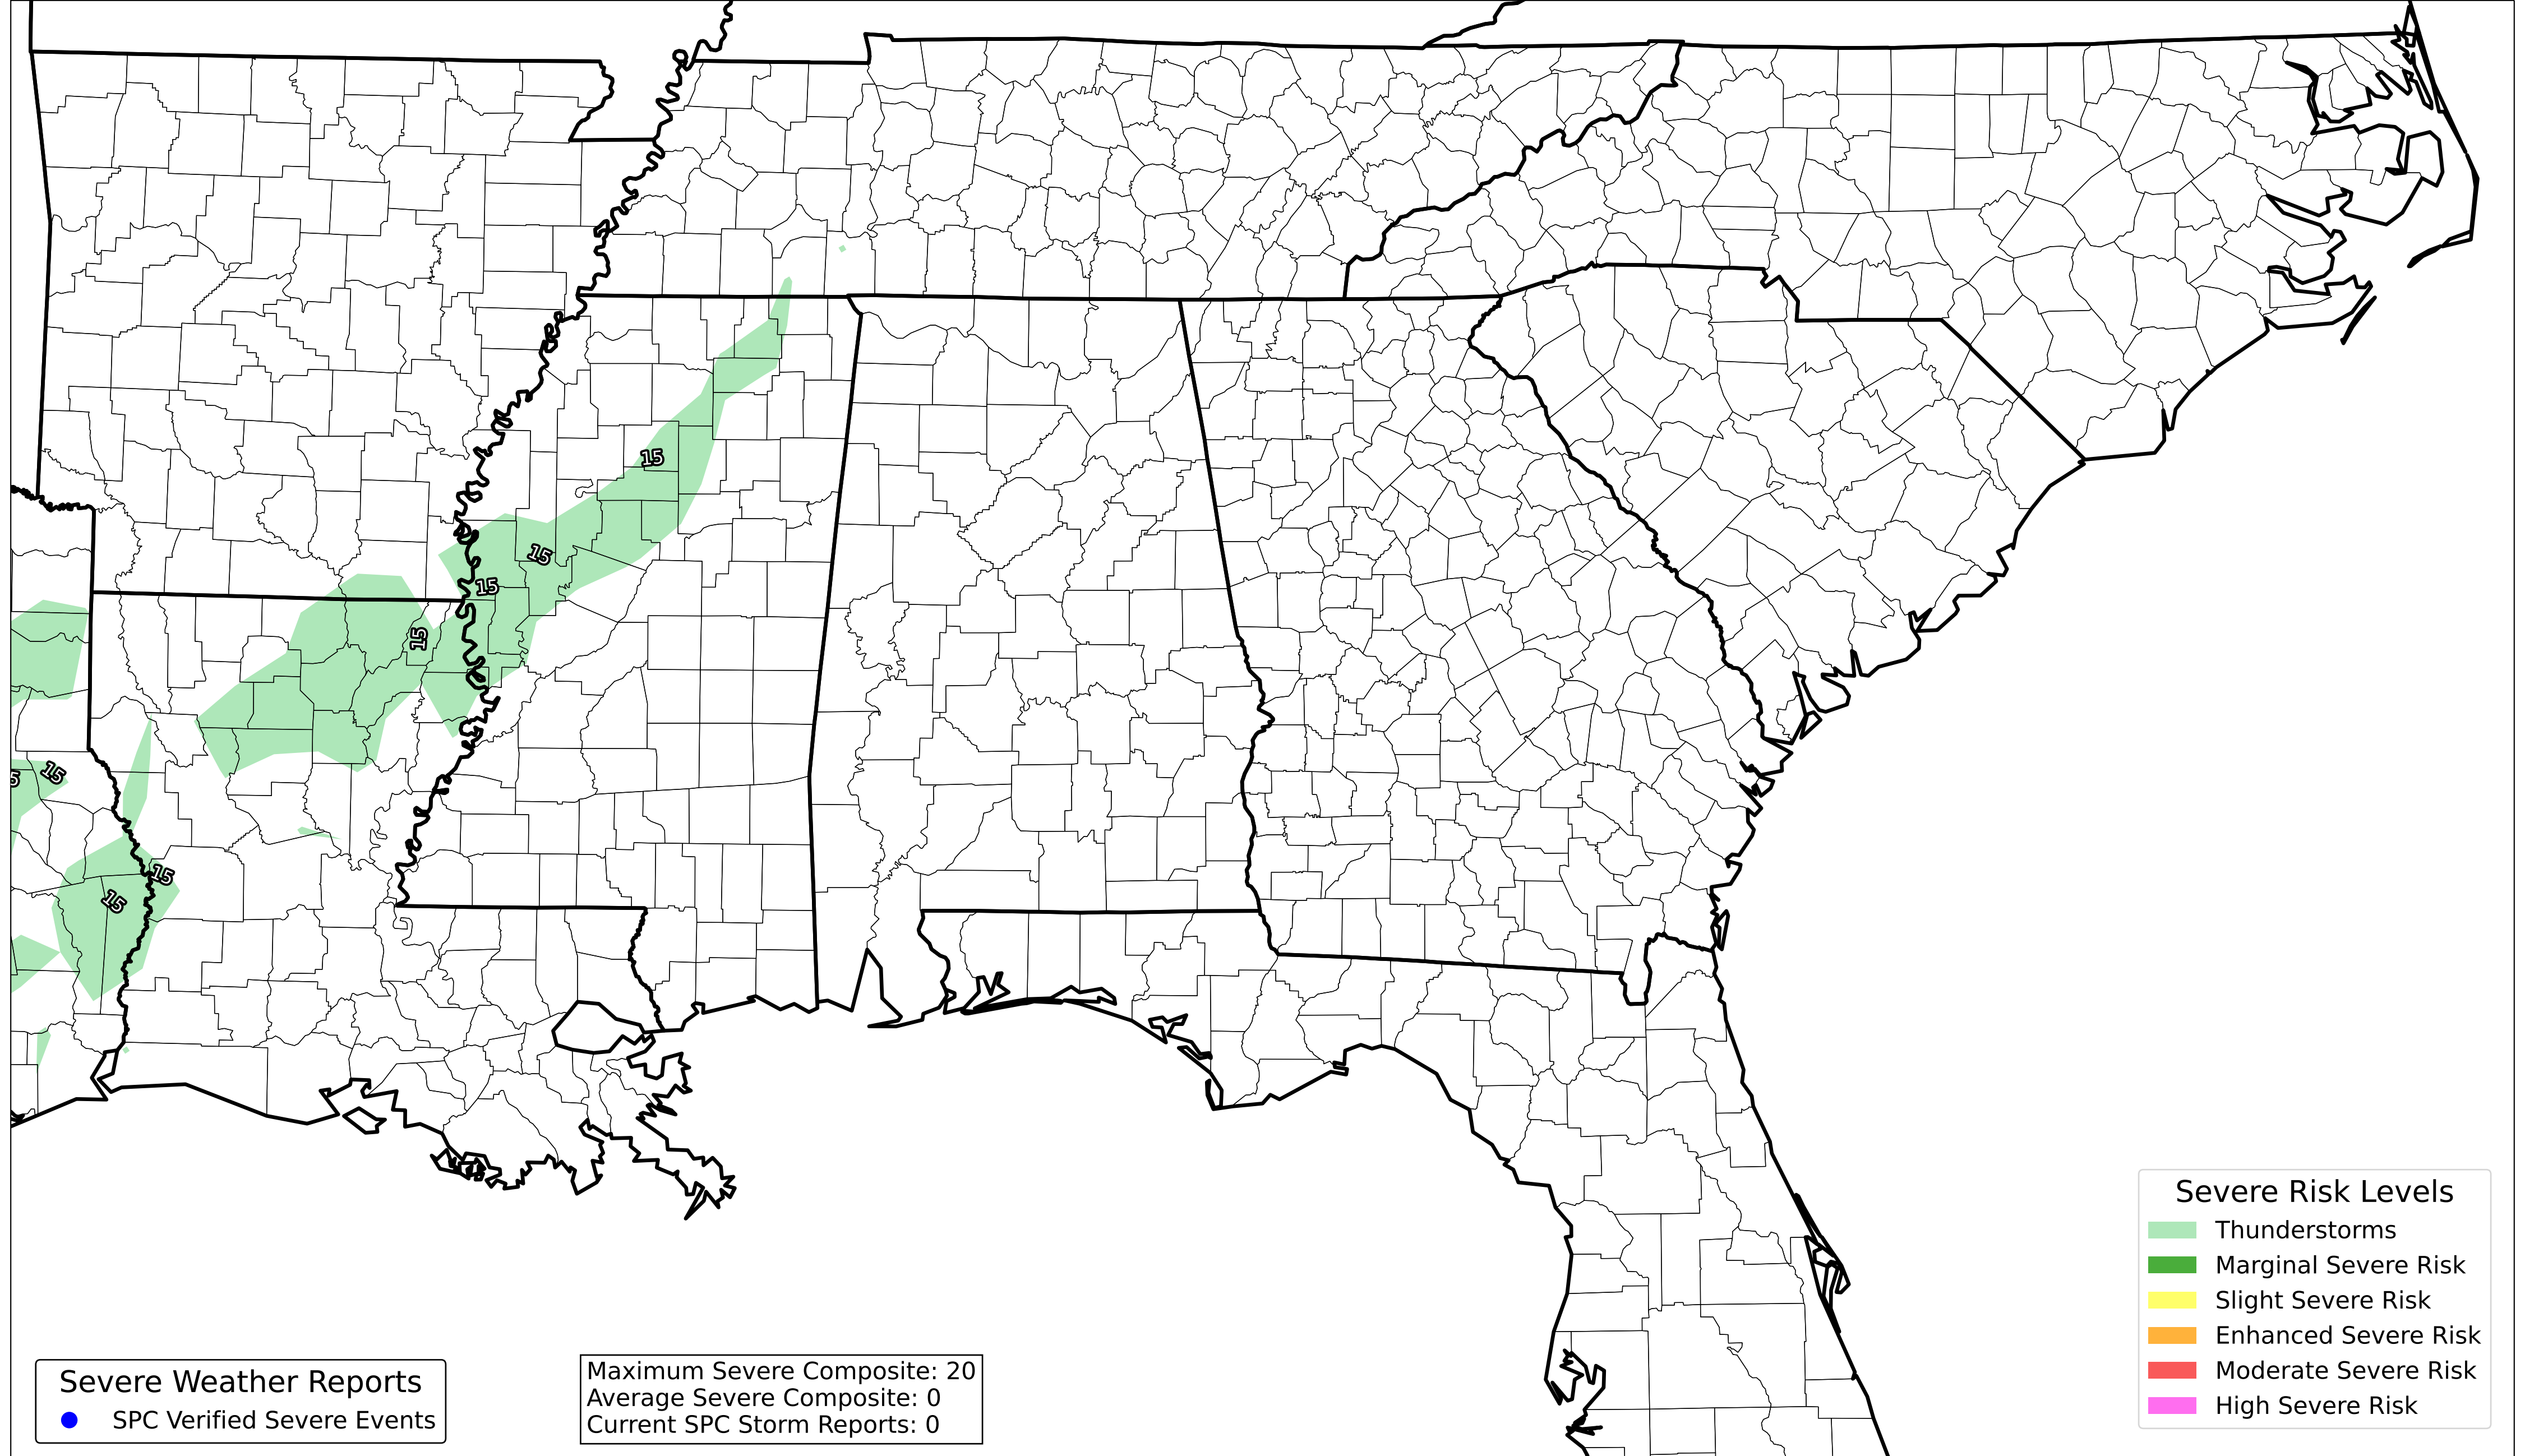 15
15
15
15
5
15
15
15
Severe Risk Levels
Thunderstorms
Marginal Severe Risk
Slight Severe Risk
Enhanced Severe Risk
Moderate Severe Risk
High Severe Risk
Severe Weather Reports
SPC Verified Severe Events
Maximum Severe Composite: 20
Average Severe Composite: 0
Current SPC Storm Reports: 0